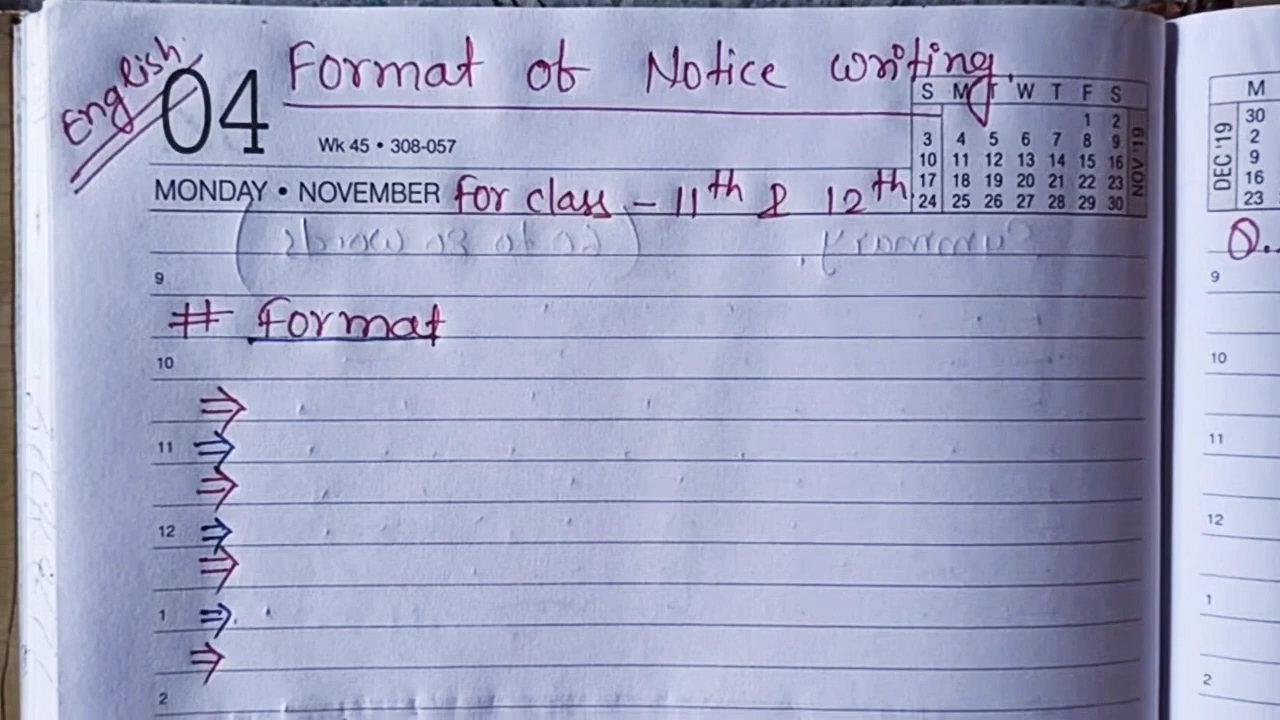 English
Format of Notice writing.
04
Wk 45 • 308-057
MONDAY • NOVEMBER for class - 11th & 12th
S M T W T F S
1 2
3 4 5 6 7 8 9
10 11 12 13 14 15 16
17 18 19 20 21 22 23
24 25 26 27 28 29 30
NOV '19
9
# Format
10
⇒
11 ⇒
⇒
12 ⇒
⇒
1 ⇒
⇒
2
DEC '19
M
30
2
9
16
23
Q..
9
10
11
12
1
2